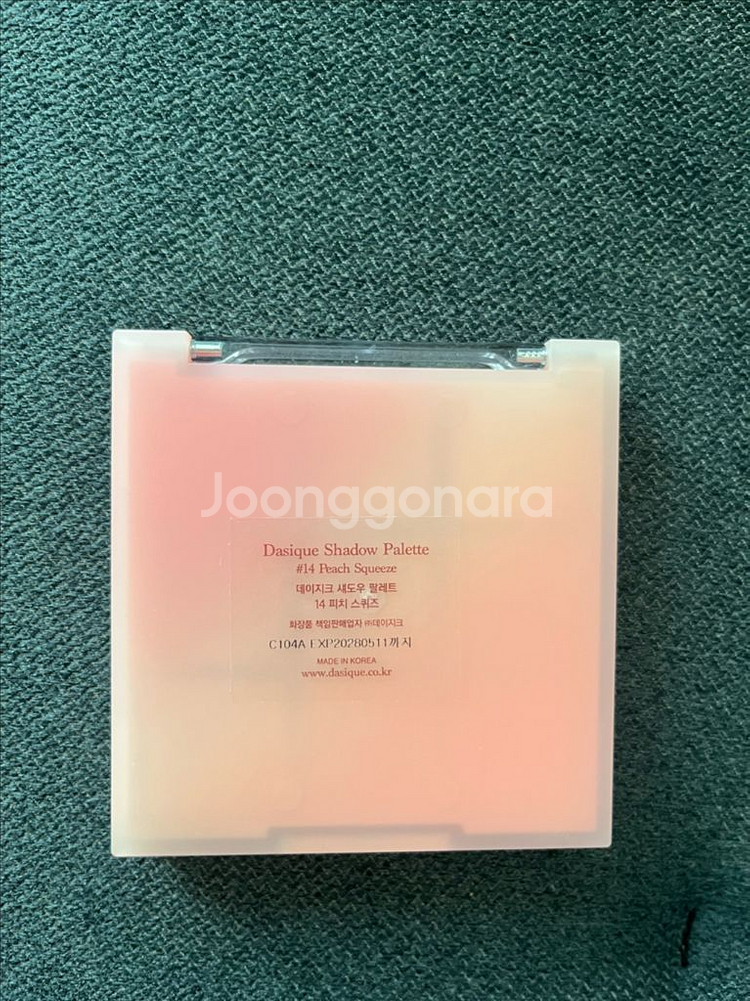 Joonggonara
Dasique Shadow Palette
#14 Peach Squeeze
데이지크 섀도우 팔레트
14 피치 스퀴즈
화장품 책임판매업자 ㈜데이지크
C104A EXP20280511까지
MADE IN KOREA
www.dasique.co.kr